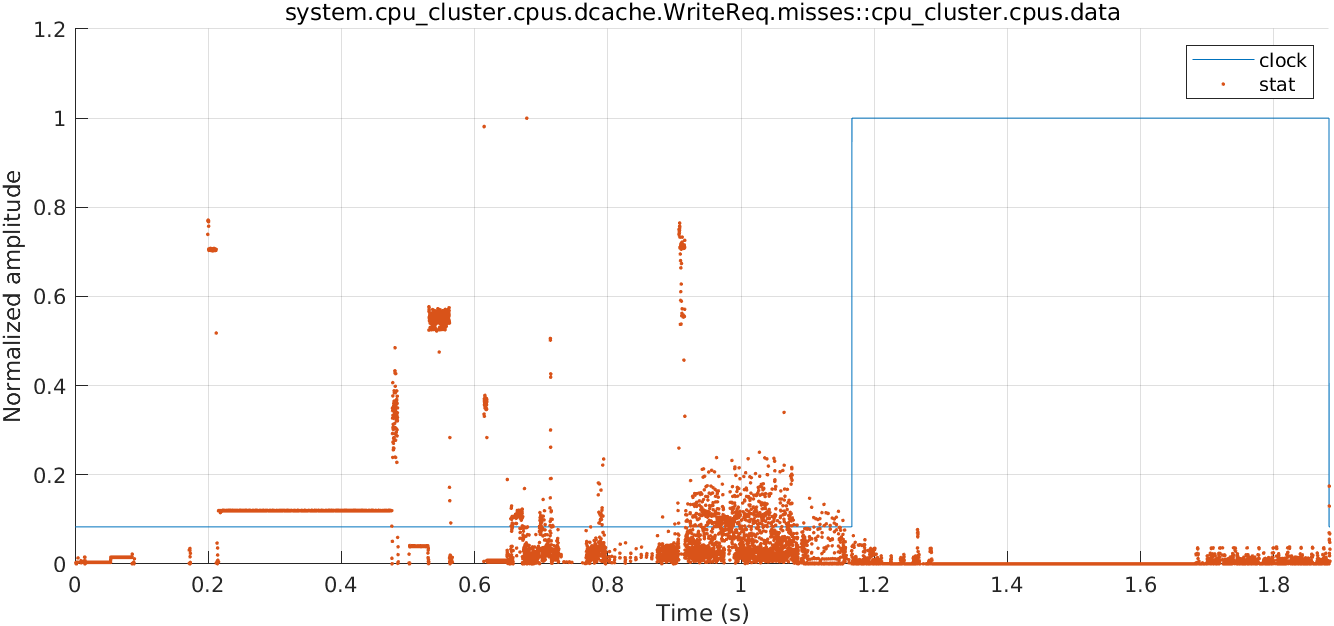 system.cpu_cluster.cpus.dcache.WriteReq.misses::cpu_cluster.cpus.data
1.2
clock
stat
1
0.8
0.6
0.4
0.2
0
Normalized amplitude
0 0.2 0.4 0.6 0.8 1 1.2 1.4 1.6 1.8
Time (s)